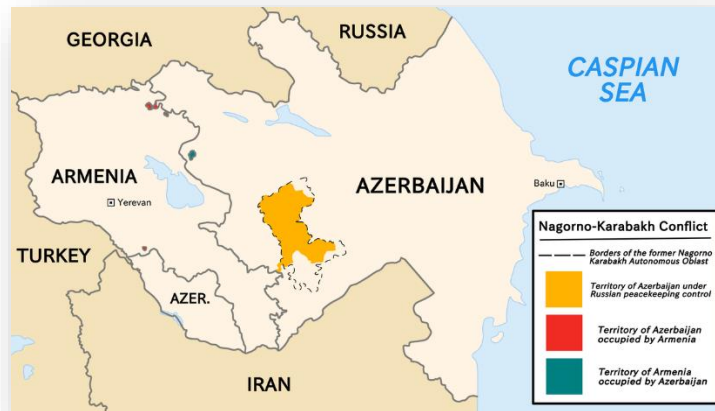 GEORGIA
RUSSIA
CASPIAN
SEA
ARMENIA
Yerevan
AZERBAIJAN
Baku
TURKEY
AZER.
IRAN
Nagorno-Karabakh Conflict
Borders of the former Nagorno
Karabakh Autonomous Oblast
Territory of Azerbaijan under
Russian peacekeeping control
Territory of Azerbaijan
occupied by Armenia
Territory of Armenia
occupied by Azerbaijan